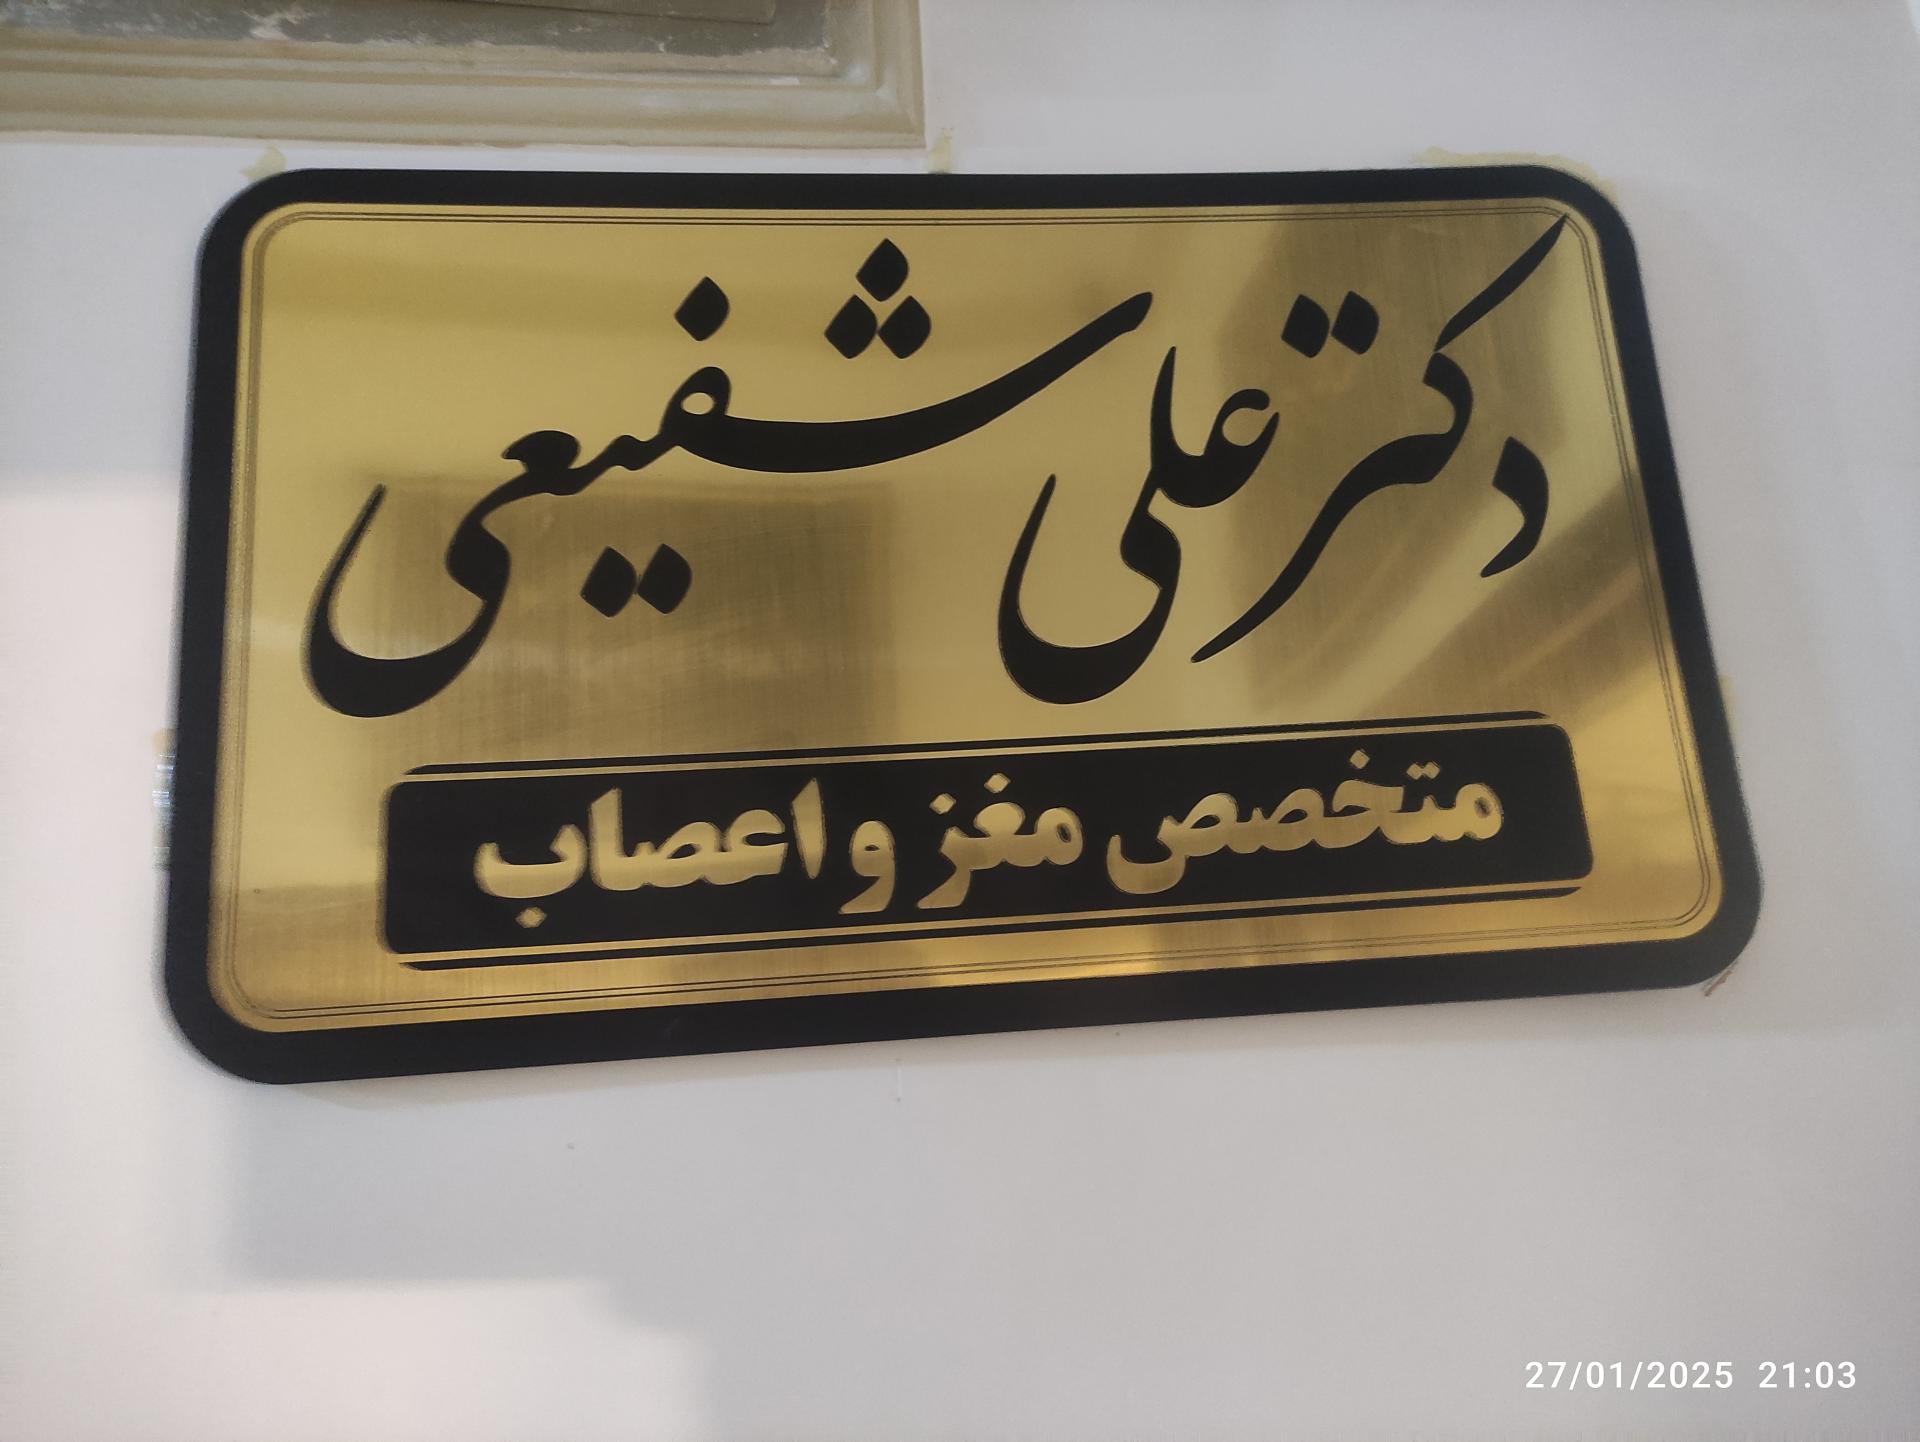 دکتر علی شفیعی
متخصص مغز و اعصاب
27/01/2025 21:03